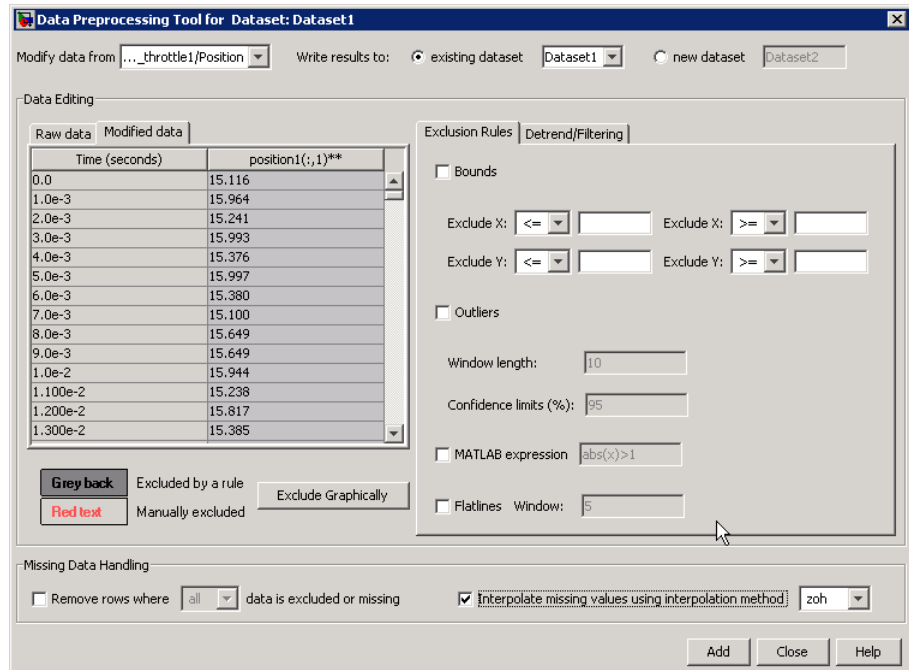 Data Preprocessing Tool for Dataset: Dataset1
Modify data from ..._throttle1/Position Write results to: existing dataset Dataset1 new dataset Dataset2
Data Editing
Raw data Modified data
Time (seconds) position1(:,1)**
0.0 15.116
1.0e-3 15.964
2.0e-3 15.241
3.0e-3 15.993
4.0e-3 15.376
5.0e-3 15.997
6.0e-3 15.380
7.0e-3 15.100
8.0e-3 15.649
9.0e-3 15.649
1.0e-2 15.944
1.100e-2 15.238
1.200e-2 15.817
1.300e-2 15.385
Grey back Excluded by a rule
Red text Manually excluded
Exclude Graphically
Exclusion Rules Detrend/Filtering
Bounds
Exclude X: <= Exclude X: >=
Exclude Y: <= Exclude Y: >=
Outliers
Window length: 10
Confidence limits (%): 95
MATLAB expression abs(x)>1
Flatlines Window: 5
Missing Data Handling
Remove rows where all data is excluded or missing Interpolate missing values using interpolation method zoh
Add Close Help